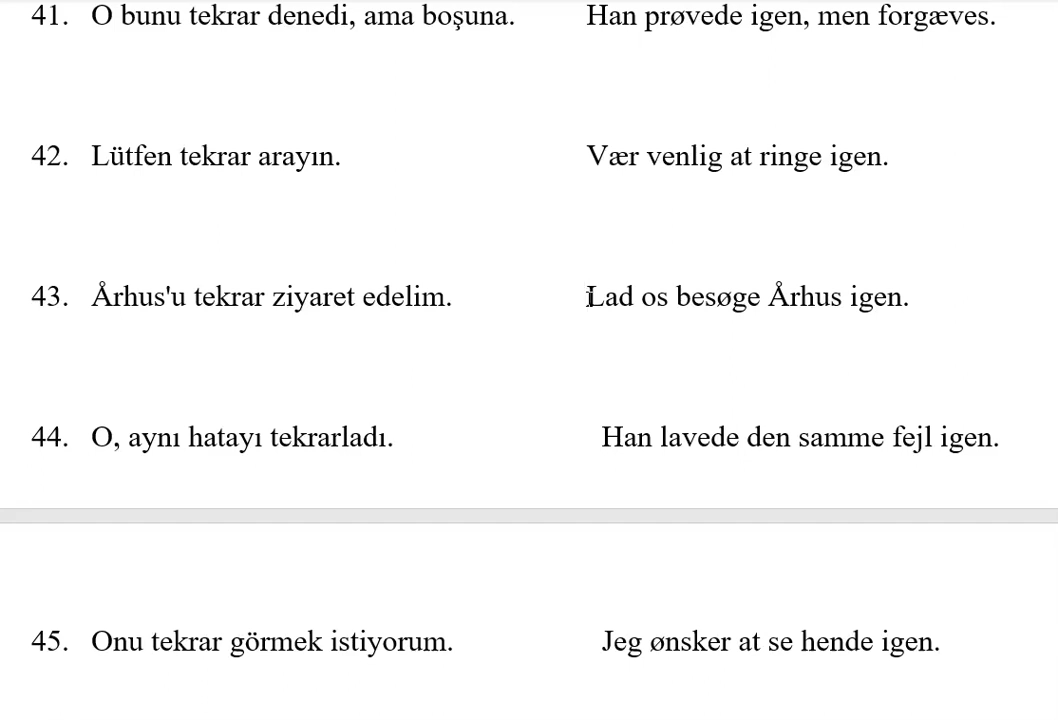 41. O bunu tekrar denedi, ama boşuna. Han prøvede igen, men forgæves.
42. Lütfen tekrar arayın. Vær venlig at ringe igen.
43. Århus'u tekrar ziyaret edelim. Lad os besøge Århus igen.
44. O, aynı hatayı tekrarladı. Han lavede den samme fejl igen.
45. Onu tekrar görmek istiyorum. Jeg ønsker at se hende igen.